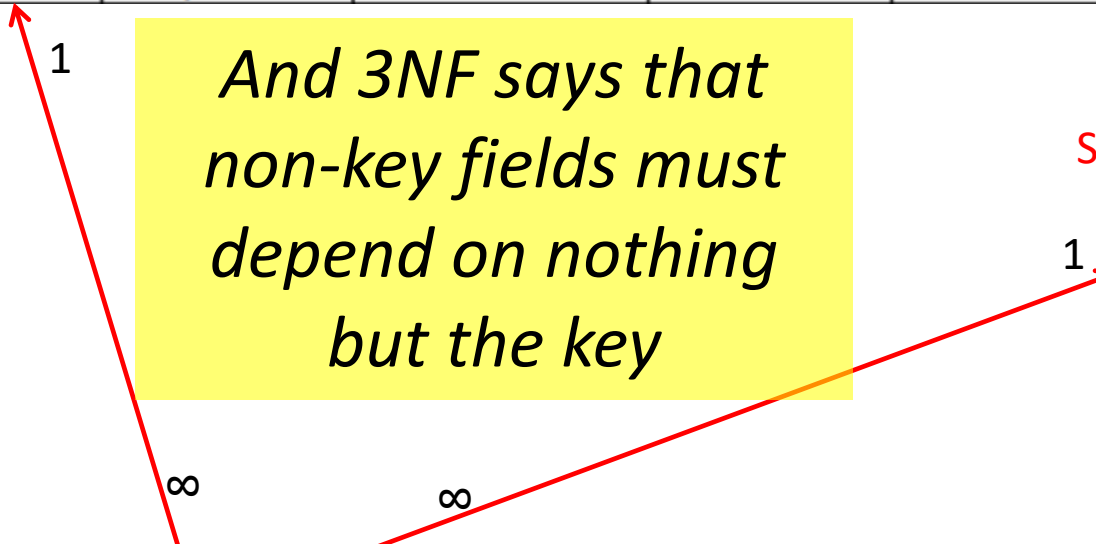 1
And 3NF says that
non-key fields must
S
depend on nothing
1
but the key
∞
∞